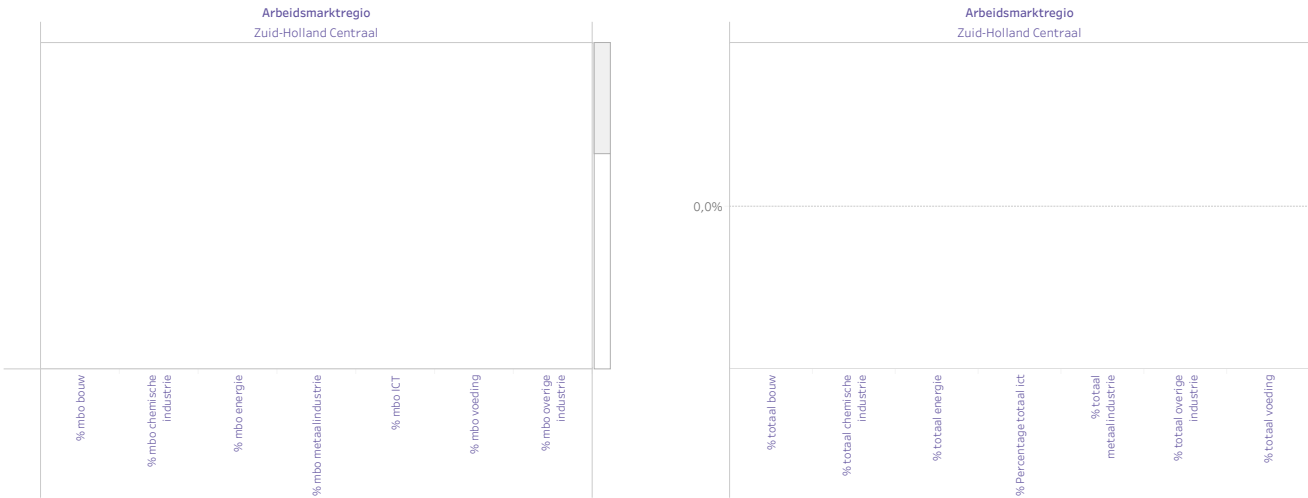 Arbeidsmarktregio
Zuid-Holland Centraal
% mbo bouw
% mbo chemische
industrie
% mbo energie
% mbo metaalindustrie
% mbo ICT
% mbo voeding
% mbo overige
industrie
Arbeidsmarktregio
Zuid-Holland Centraal
0,0%
% totaal bouw
% totaal chemische
industrie
% totaal energie
% Percentage totaal ict
% totaal
metaalindustrie
% totaal overige
industrie
% totaal voeding